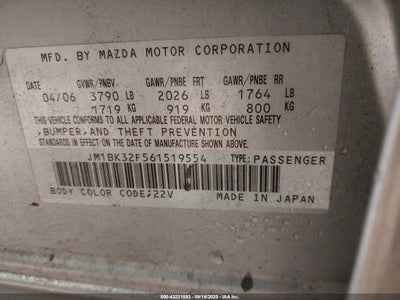 MFD. BY MAZDA MOTOR CORPORATION
DATE GVWR/PNBV GAWR/PNBE FRT GAWR/PNBE RR
04/06 3790 LB 2026 LB 1764 LB
1719 KG 919 KG 800 KG
THIS VEHICLE CONFORMS TO ALL APPLICABLE FEDERAL MOTOR VEHICLE SAFETY
,BUMPER,AND THEFT PREVENTION
STANDARDS IN EFFECT ON THE DATE OF MANUFACTURE SHOWN ABOVE.
JM1BK32F561519554 TYPE:PASSENGER
BODY COLOR CODE:22V MADE IN JAPAN
000-43221083 - 09/16/2025 - IAA Inc.